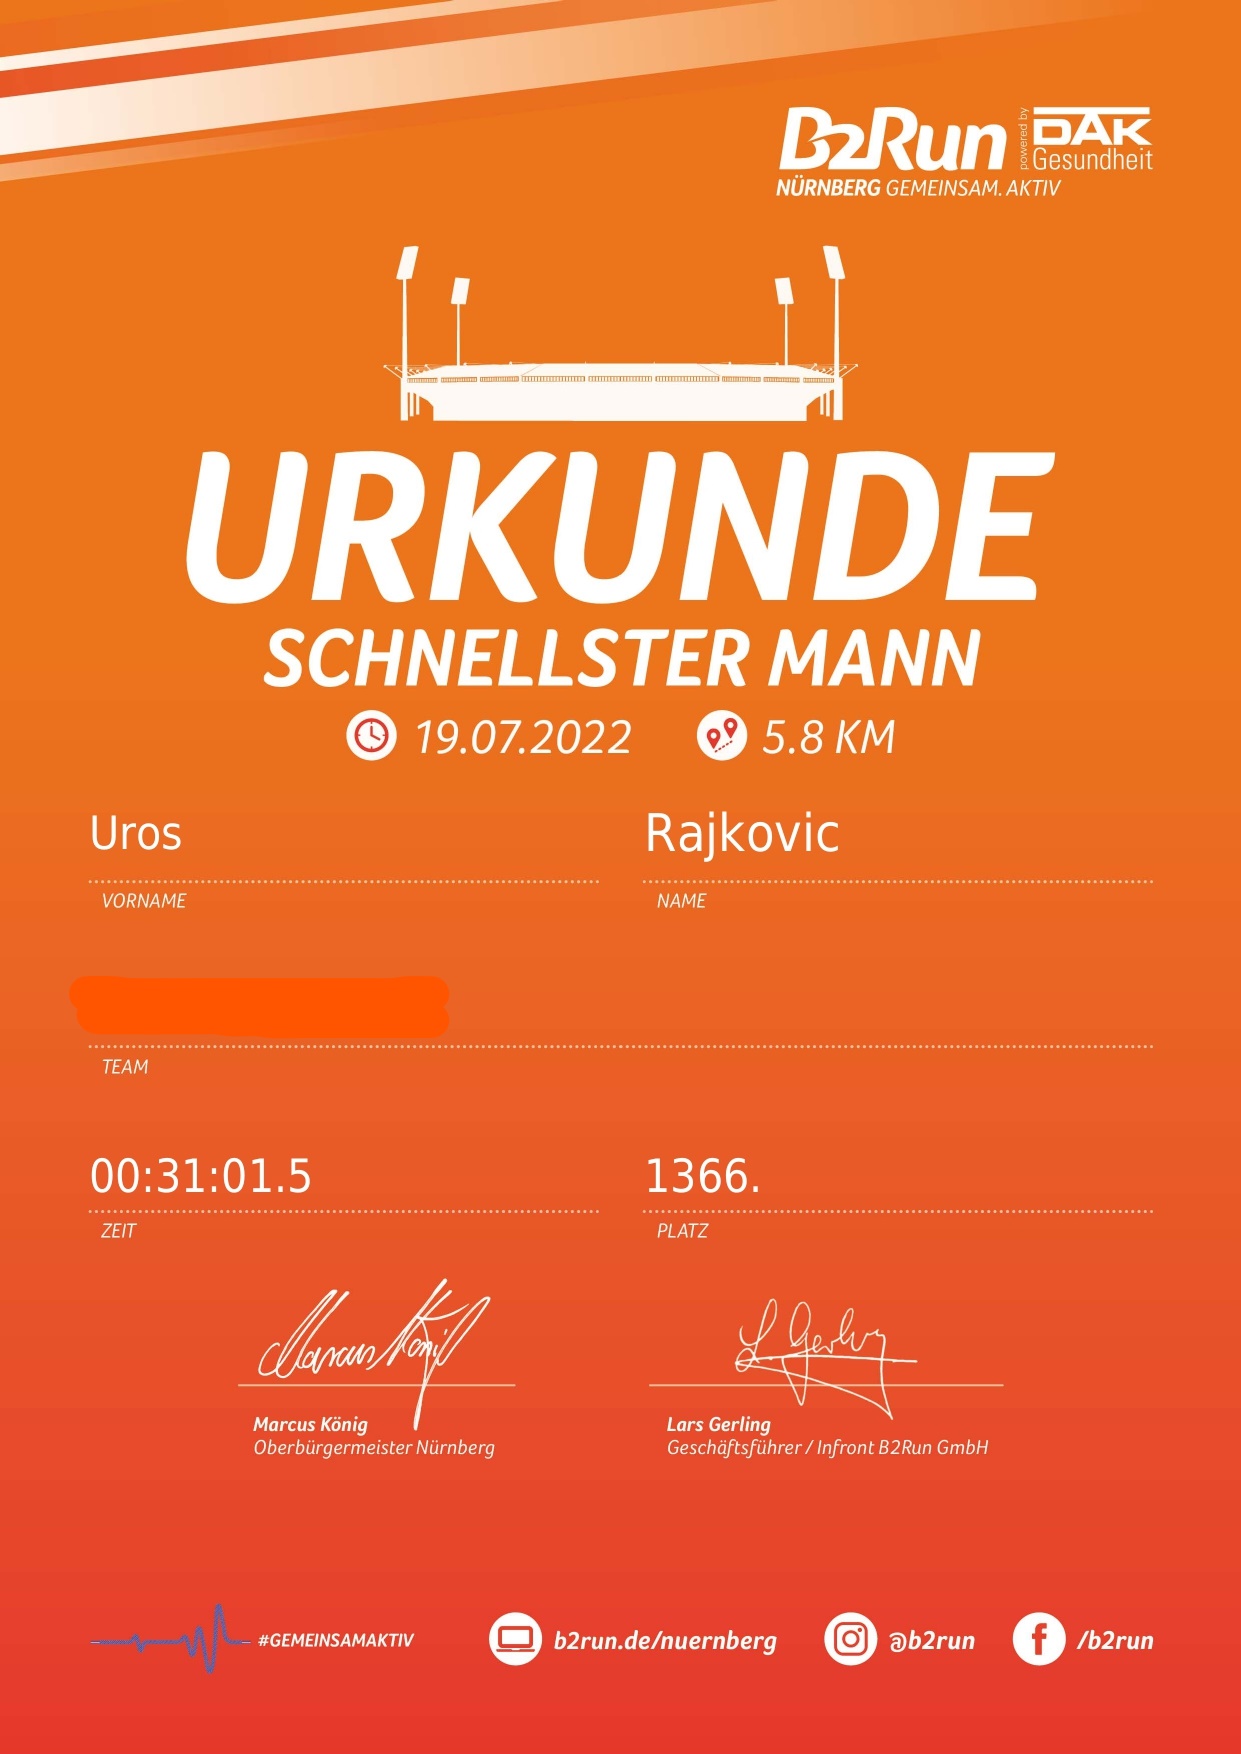 B2Run powered by DAK Gesundheit
NÜRNBERG GEMEINSAM. AKTIV
URKUNDE
SCHNELLSTER MANN
19.07.2022 5.8 KM
Uros Rajkovic
VORNAME NAME
TEAM
00:31:01.5 1366.
ZEIT PLATZ
Marcus König L Gerling
Marcus König Lars Gerling
Oberbürgermeister Nürnberg Geschäftsführer / Infront B2Run GmbH
#GEMEINSAMAKTIV b2run.de/nuernberg @b2run /b2run